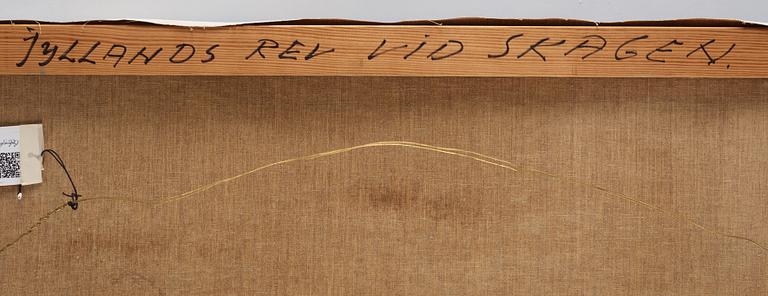 JYLLANDS REV VID SKAGEN.